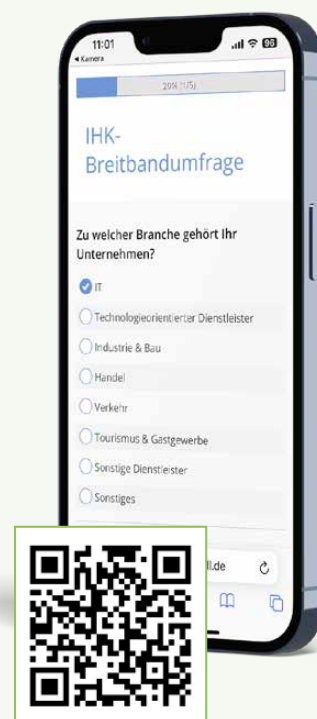 11:01
96
◀ Kamera
20% (1/5)
IHK-
Breitbandumfrage
Zu welcher Branche gehört Ihr
Unternehmen?
IT
Technologieorientierter Dienstleister
Industrie & Bau
Handel
Verkehr
Tourismus & Gastgewerbe
Sonstige Dienstleister
Sonstiges
ll.de